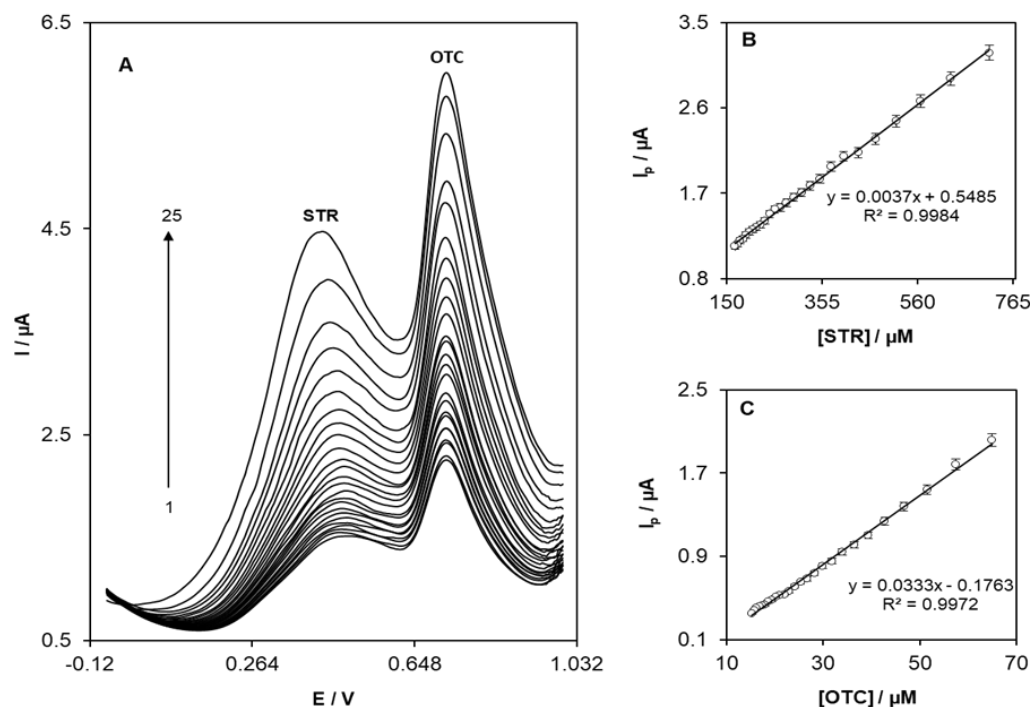 A
6.5
4.5
2.5
0.5
I / µA
OTC
STR
25
1
-0.12
0.264
0.648
1.032
E / V
B
3.5
2.6
1.7
0.8
Iₚ / µA
y = 0.0037x + 0.5485
R² = 0.9984
150
355
560
765
[STR] / µM
C
2.5
1.7
0.9
0.1
Iₚ / µA
y = 0.0333x - 0.1763
R² = 0.9972
10
30
50
70
[OTC] / µM